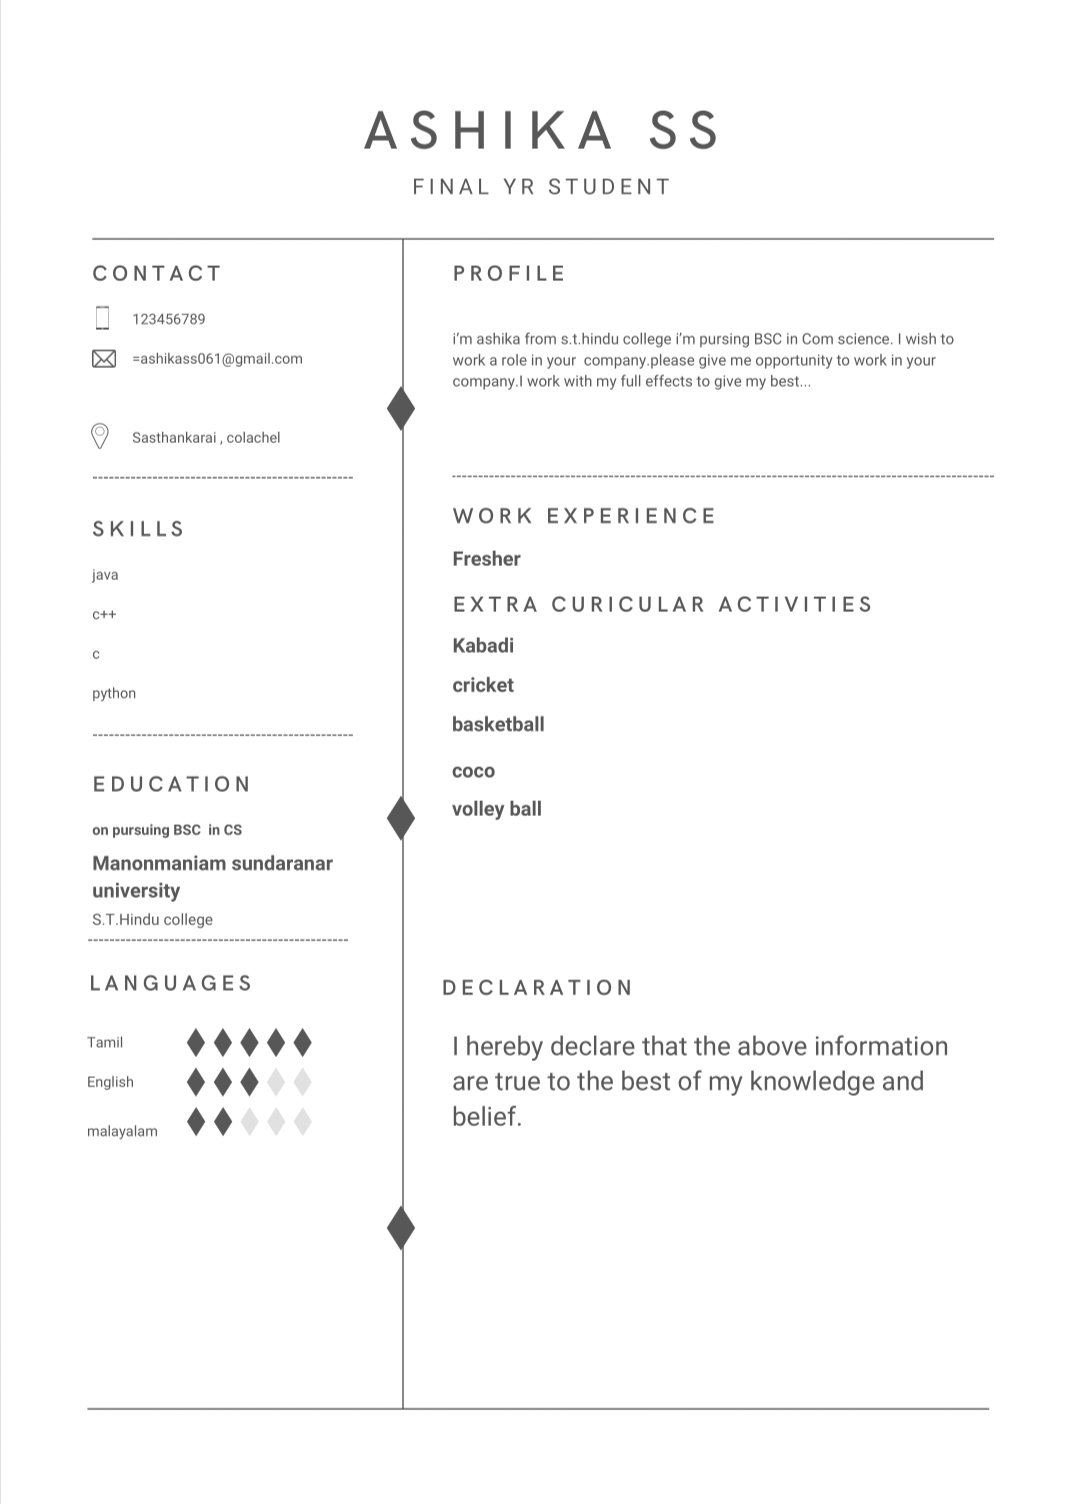 ASHIKA SS
FINAL YR STUDENT
CONTACT
123456789
=ashikass061@gmail.com
Sasthankarai , colachel
SKILLS
java
c++
c
python
EDUCATION
on pursuing BSC  in CS
Manonmaniam sundaranar
university
S.T.Hindu college
LANGUAGES
Tamil
English
malayalam
PROFILE
i'm ashika from s.t.hindu college i'm pursing BSC in Com science. I wish to
work a role in your  company.please give me opportunity to work in your
company.I work with my full effects to give my best...
WORK EXPERIENCE
Fresher
EXTRA CURICULAR ACTIVITIES
Kabadi
cricket
basketball
coco
volley ball
DECLARATION
I hereby declare that the above information
are true to the best of my knowledge and
belief.